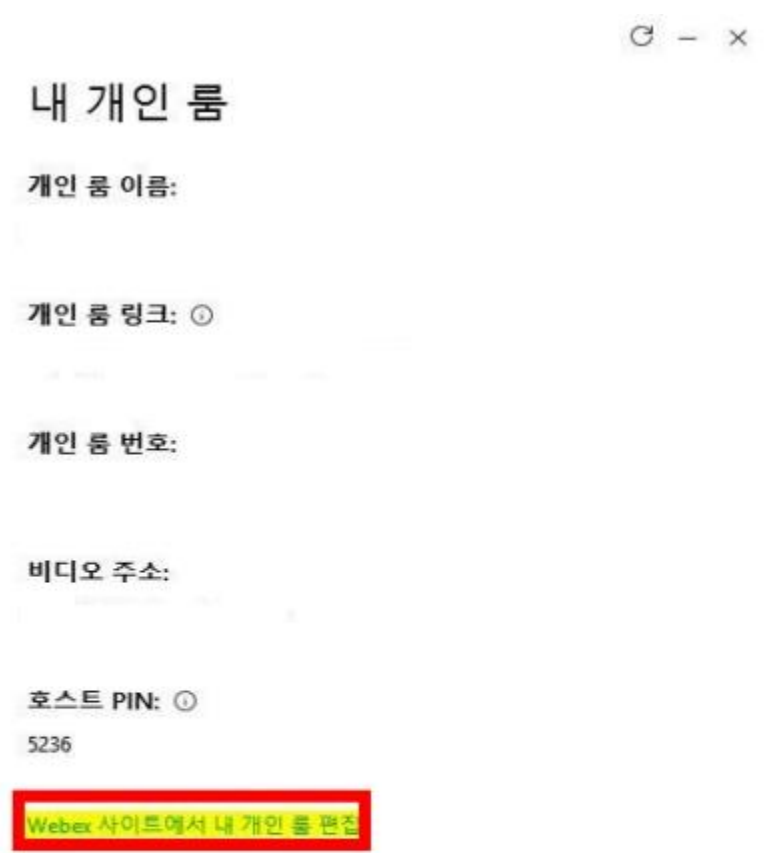 내 개인 룸
개인 룸 이름:
개인 룸 링크:
개인 룸 번호:
비디오 주소:
호스트 PIN:
5236
Webex 사이트에서 내 개인 룸 편집